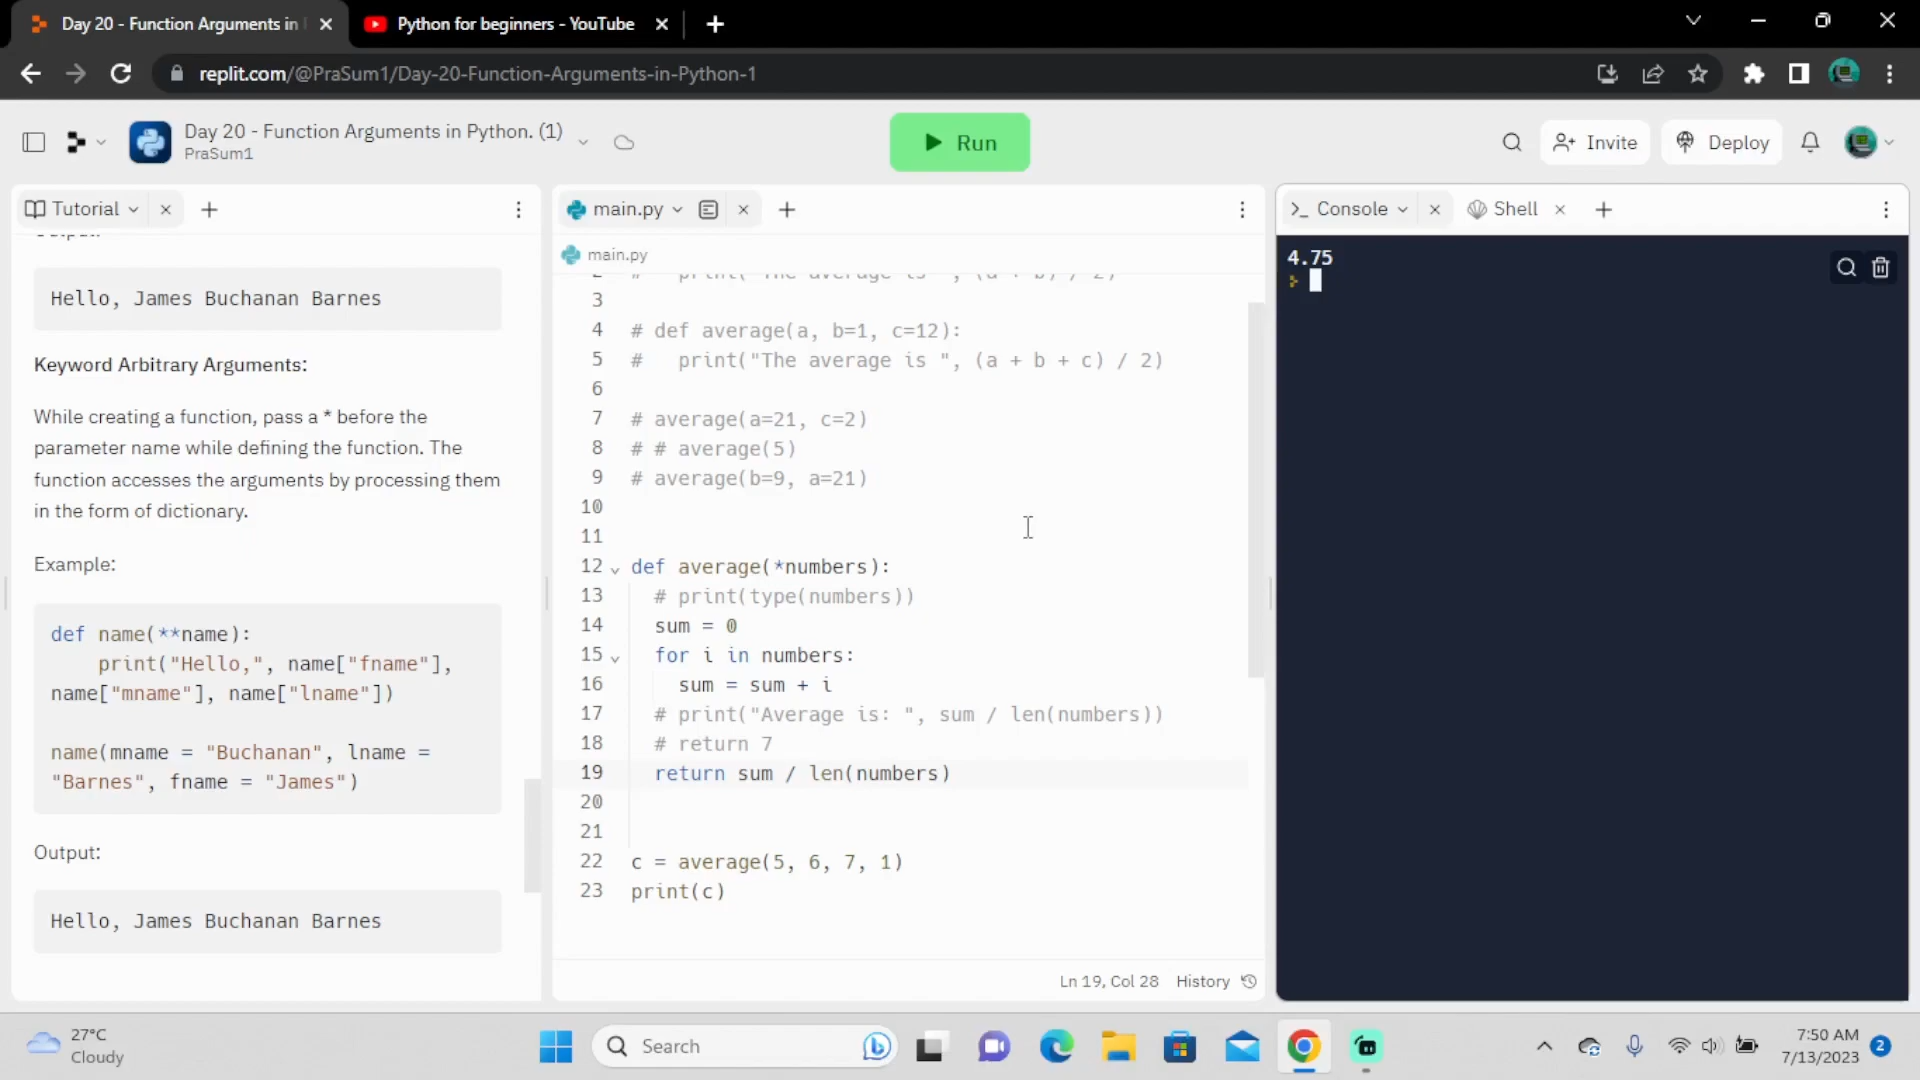 Day 20 - Function Arguments in
Python for beginners - YouTube
replit.com/@PraSum1/Day-20-Function-Arguments-in-Python-1
Day 20 - Function Arguments in Python. (1)
PraSum1
Run
Invite
Deploy
Tutorial
Hello, James Buchanan Barnes
Keyword Arbitrary Arguments:
While creating a function, pass a * before the
parameter name while defining the function. The
function accesses the arguments by processing them
in the form of dictionary.
Example:
def name(**name):
print("Hello,", name["fname"],
name["mname"], name["lname"])
name(mname = "Buchanan", lname =
"Barnes", fname = "James")
Output:
Hello, James Buchanan Barnes
main.py
main.py
2 # print("The average is ", (a + b) / 2)
3
4 # def average(a, b=1, c=12):
5 # print("The average is ", (a + b + c) / 2)
6
7 # average(a=21, c=2)
8 # # average(5)
9 # average(b=9, a=21)
10
11
12 def average(*numbers):
13 # print(type(numbers))
14 sum = 0
15 for i in numbers:
16 sum = sum + i
17 # print("Average is: ", sum / len(numbers))
18 # return 7
19 return sum / len(numbers)
20
21
22 c = average(5, 6, 7, 1)
23 print(c)
Ln 19, Col 28 History
Console
Shell
4.75
27°C
Cloudy
Search
7:50 AM
7/13/2023
2